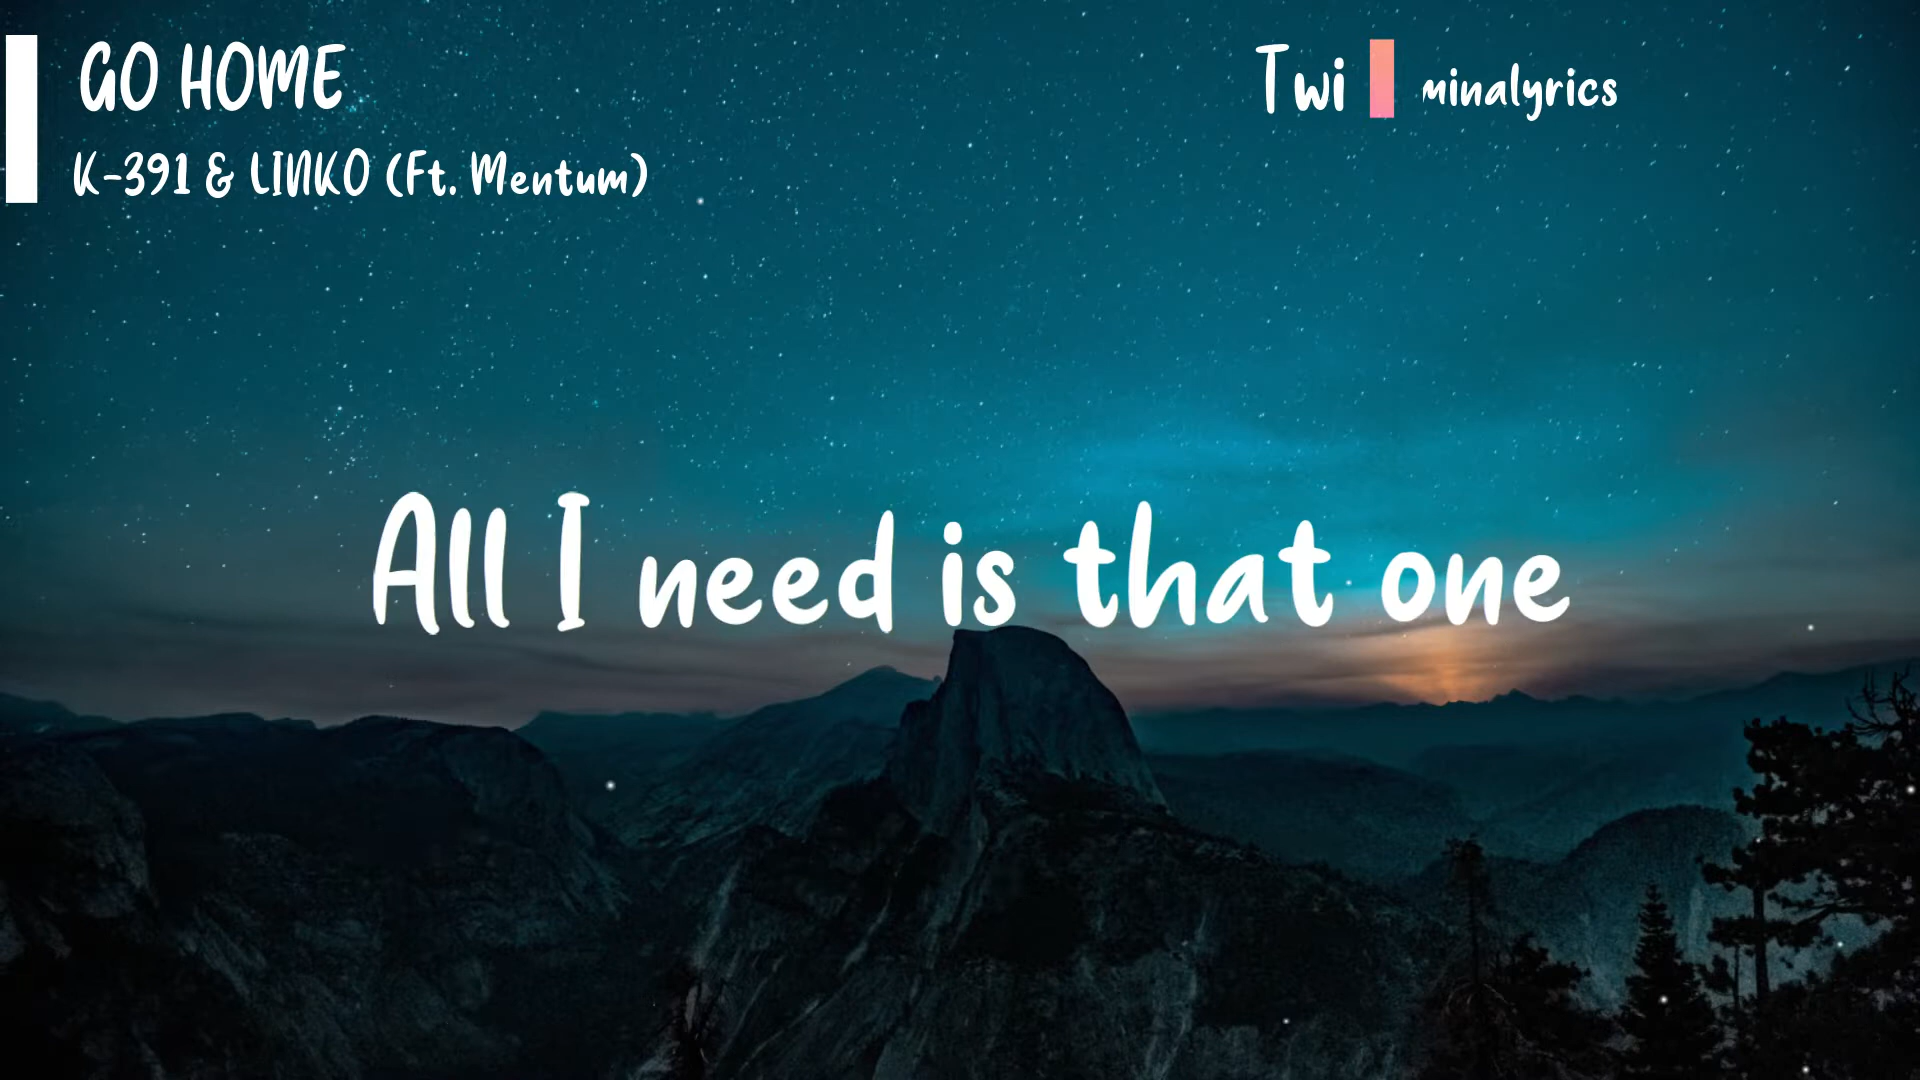 GO HOME
K-391 & LINKO (Ft. Mentum)
Twi minalyrics
All I need is that one